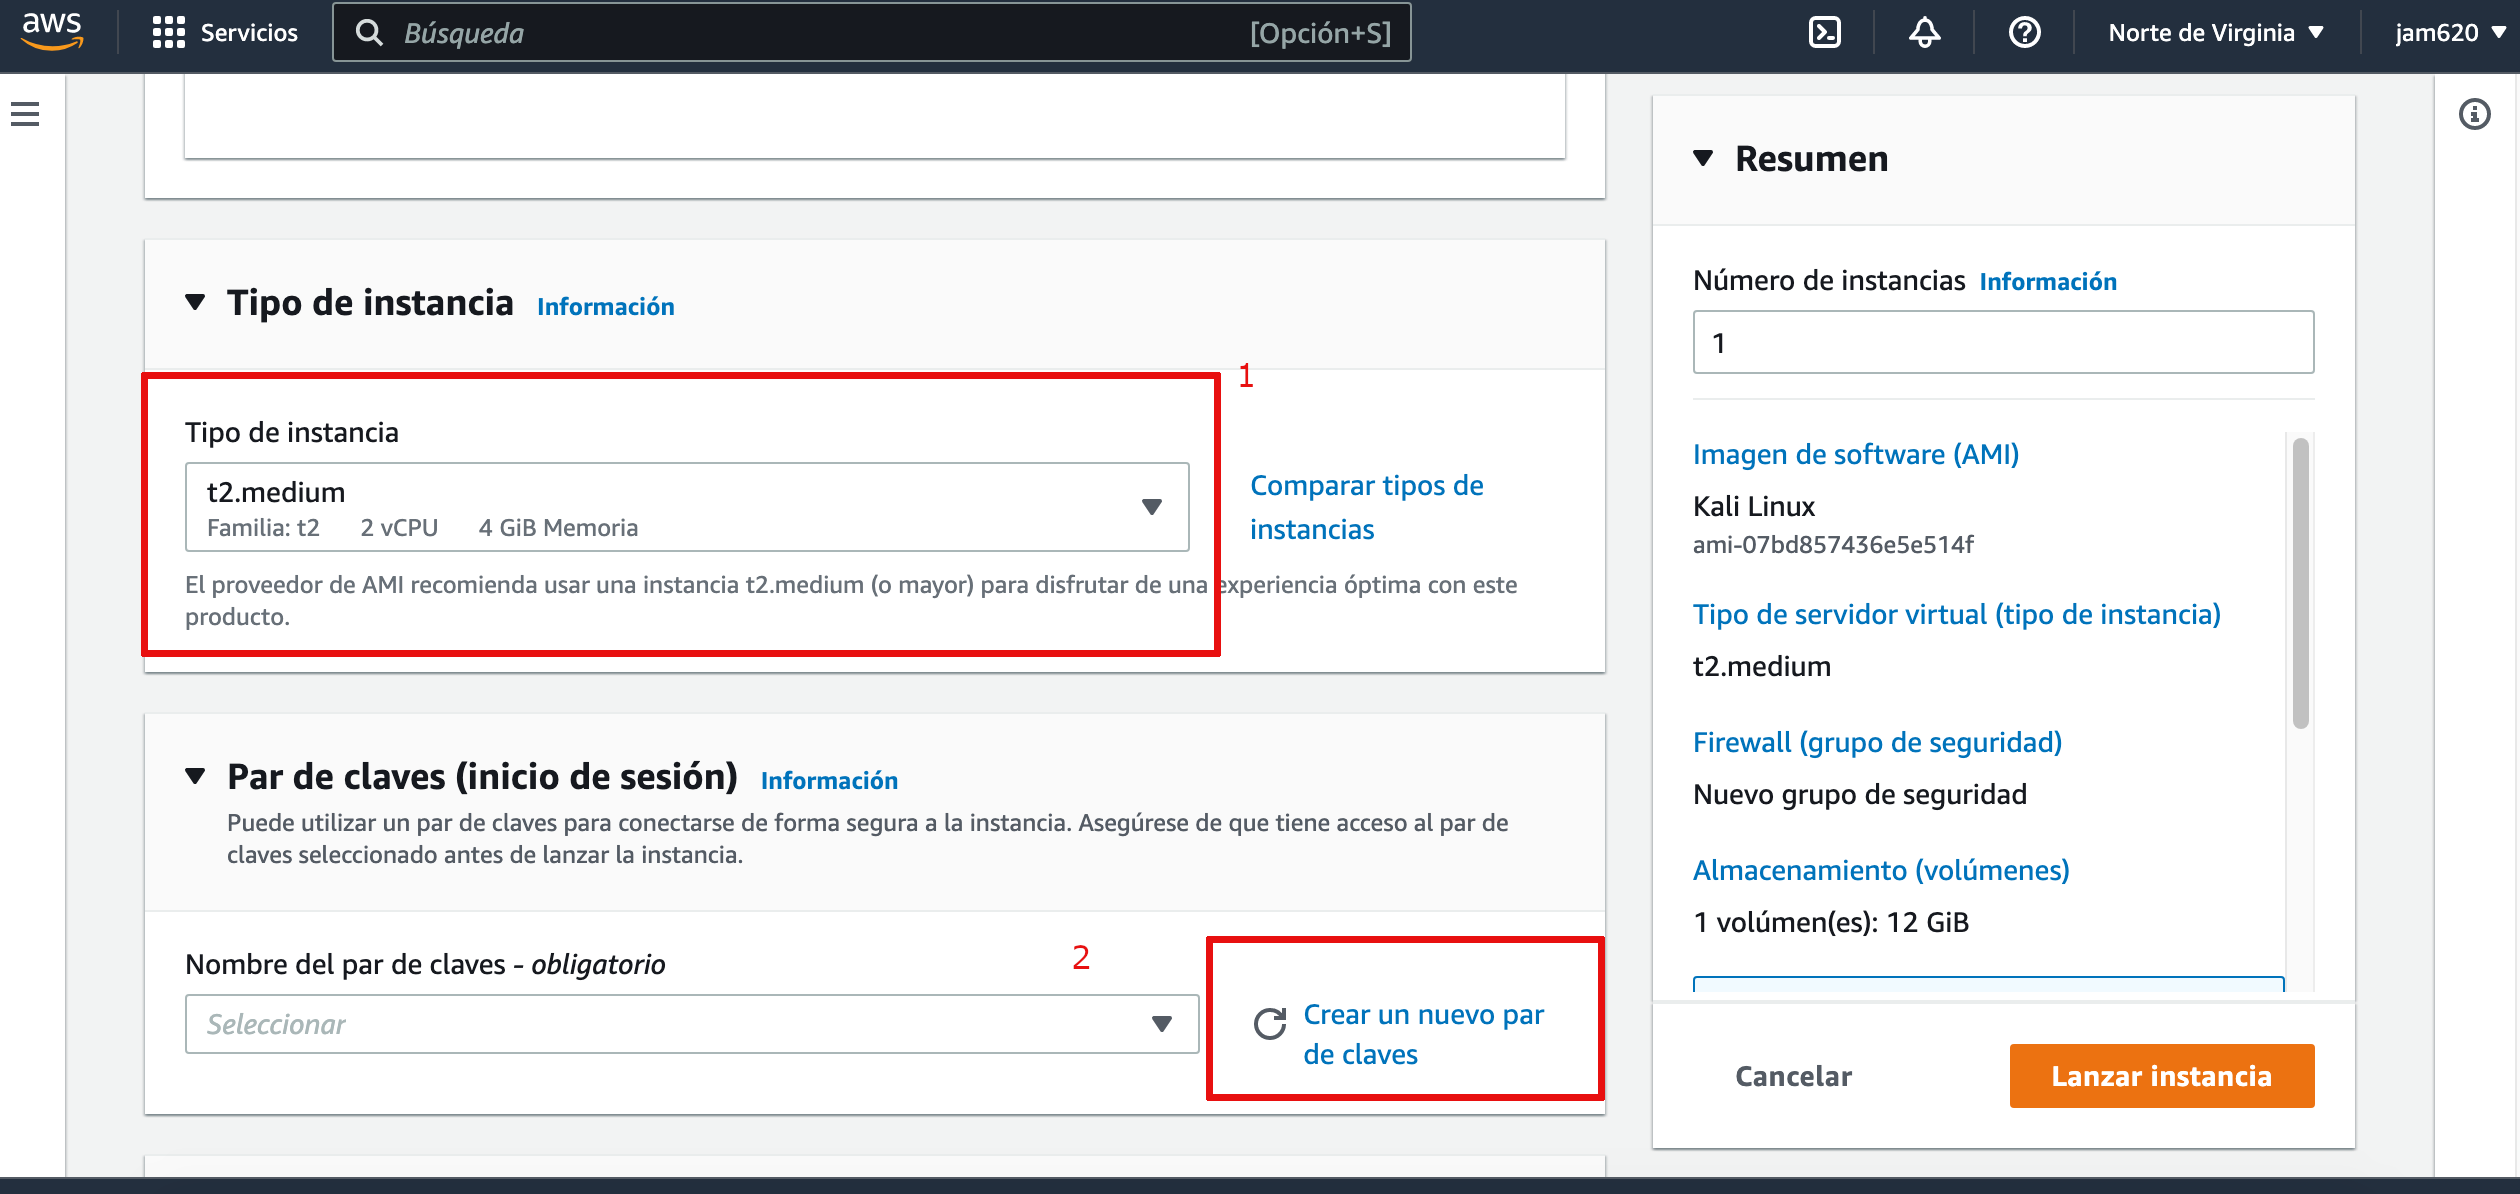 aws
Servicios
Búsqueda
[Opción+S]
Norte de Virginia
jam620
Tipo de instancia Información
1
Tipo de instancia
t2.medium
Familia: t2 2 vCPU 4 GiB Memoria
Comparar tipos de
instancias
El proveedor de AMI recomienda usar una instancia t2.medium (o mayor) para disfrutar de una experiencia óptima con este
producto.
Par de claves (inicio de sesión) Información
Puede utilizar un par de claves para conectarse de forma segura a la instancia. Asegúrese de que tiene acceso al par de
claves seleccionado antes de lanzar la instancia.
Nombre del par de claves - obligatorio
2
Seleccionar
Crear un nuevo par
de claves
Resumen
Número de instancias Información
1
Imagen de software (AMI)
Kali Linux
ami-07bd857436e5e514f
Tipo de servidor virtual (tipo de instancia)
t2.medium
Firewall (grupo de seguridad)
Nuevo grupo de seguridad
Almacenamiento (volúmenes)
1 volúmen(es): 12 GiB
Cancelar
Lanzar instancia